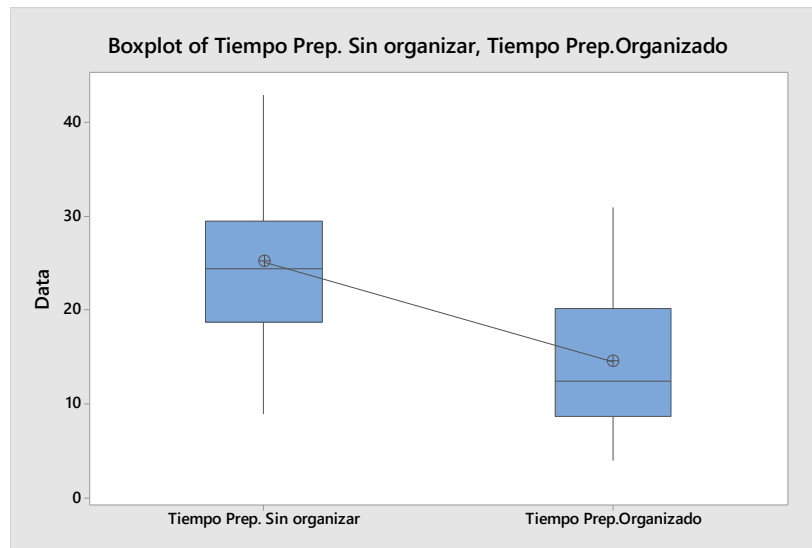 Boxplot of Tiempo Prep. Sin organizar, Tiempo Prep.Organizado
40
30
20
10
0
Data
Tiempo Prep. Sin organizar
Tiempo Prep.Organizado